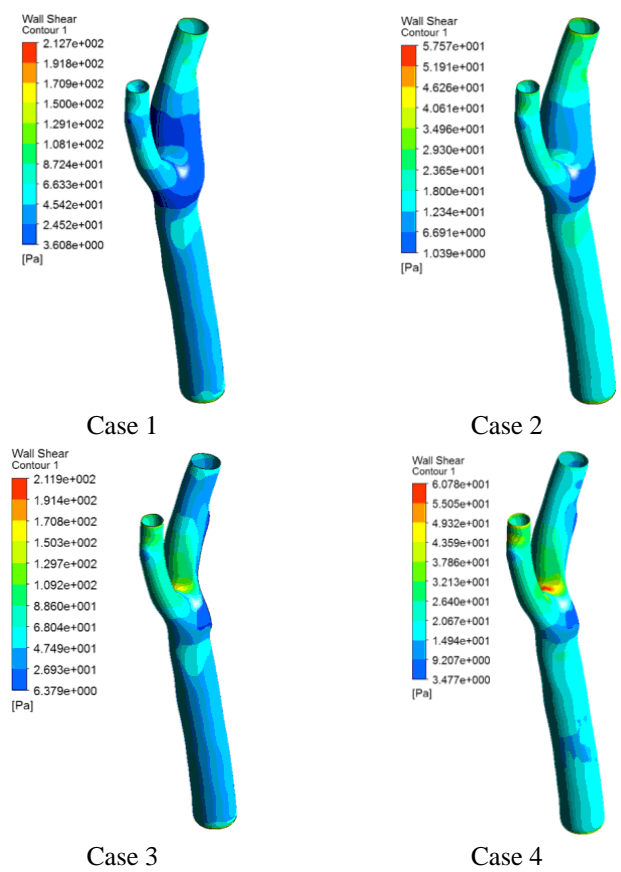 Wall Shear
Contour 1
2.127e+002
1.918e+002
1.709e+002
1.500e+002
1.291e+002
1.081e+002
8.724e+001
6.633e+001
4.542e+001
2.452e+001
3.608e+000
[Pa]
Case 1
Wall Shear
Contour 1
5.757e+001
5.191e+001
4.626e+001
4.061e+001
3.496e+001
2.930e+001
2.365e+001
1.800e+001
1.234e+001
6.691e+000
1.039e+000
[Pa]
Case 2
Wall Shear
Contour 1
2.119e+002
1.914e+002
1.708e+002
1.503e+002
1.297e+002
1.092e+002
8.860e+001
6.804e+001
4.749e+001
2.693e+001
6.379e+000
[Pa]
Case 3
Wall Shear
Contour 1
6.078e+001
5.505e+001
4.932e+001
4.359e+001
3.786e+001
3.213e+001
2.640e+001
2.067e+001
1.494e+001
9.207e+000
3.477e+000
[Pa]
Case 4